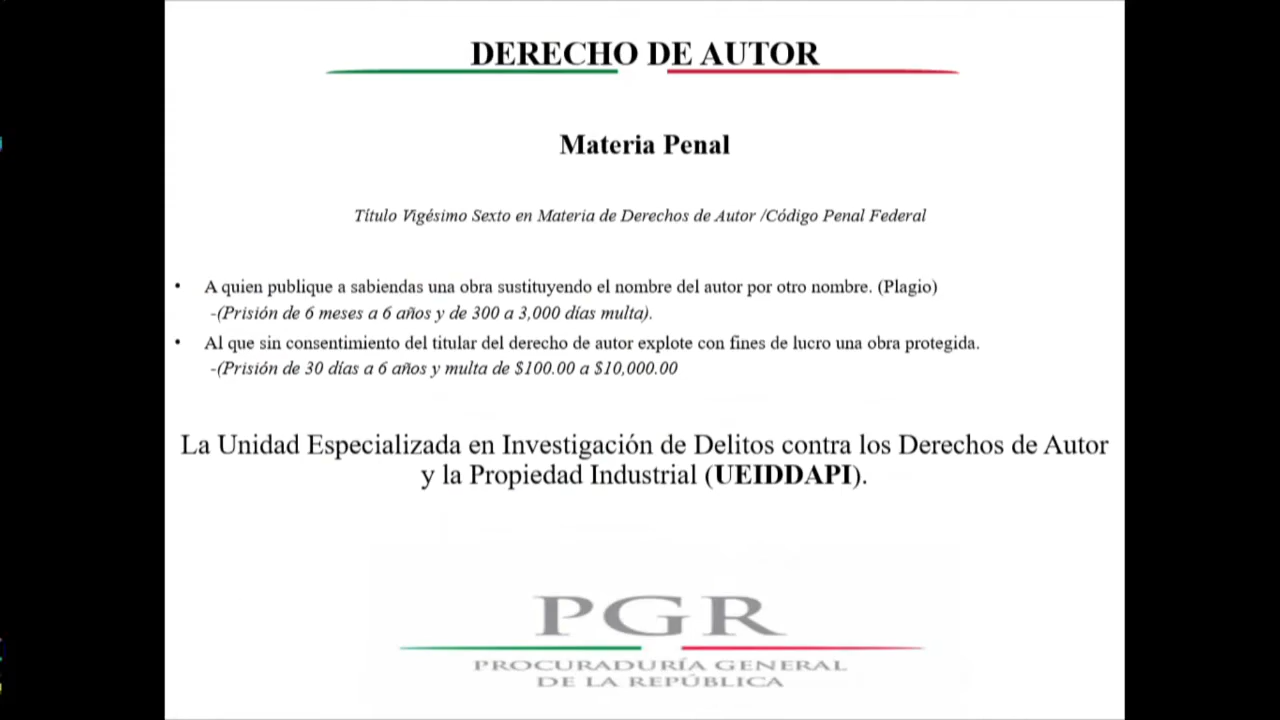 DERECHO DE AUTOR
Materia Penal
Título Vigésimo Sexto en Materia de Derechos de Autor /Código Penal Federal
• A quien publique a sabiendas una obra sustituyendo el nombre del autor por otro nombre. (Plagio)
-(Prisión de 6 meses a 6 años y de 300 a 3,000 días multa).
• Al que sin consentimiento del titular del derecho de autor explote con fines de lucro una obra protegida.
-(Prisión de 30 días a 6 años y multa de $100.00 a $10,000.00
La Unidad Especializada en Investigación de Delitos contra los Derechos de Autor
y la Propiedad Industrial (UEIDDAPI).
PGR
PROCURADURÍA GENERAL
DE LA REPÚBLICA